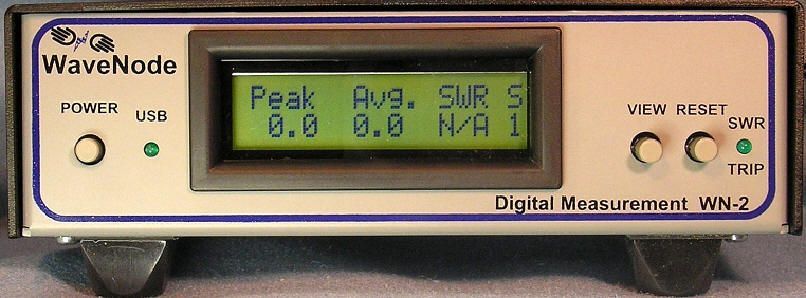 WaveNode
POWER
USB
Peak Avg. SWR S
0.0 0.0 N/A 1
VIEW RESET
SWR
TRIP
Digital Measurement WN-2